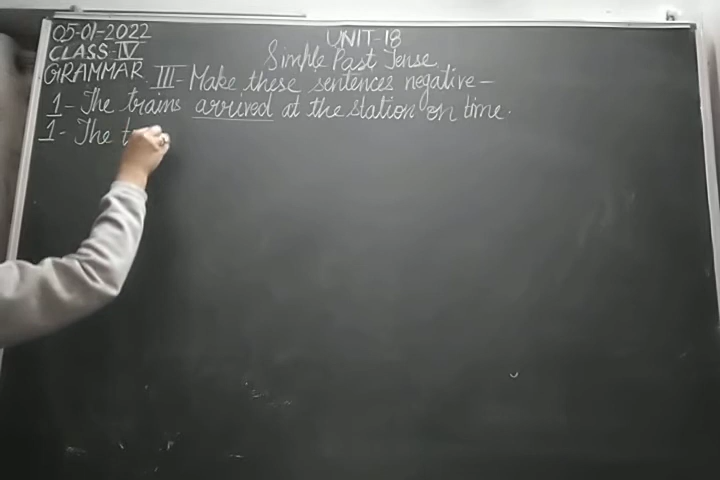 05-01-2022
UNIT-18
CLASS-IV
Simple Past Tense
GRAMMAR III- Make these sentences negative-
1- The trains arrived at the station on time.
1- The t